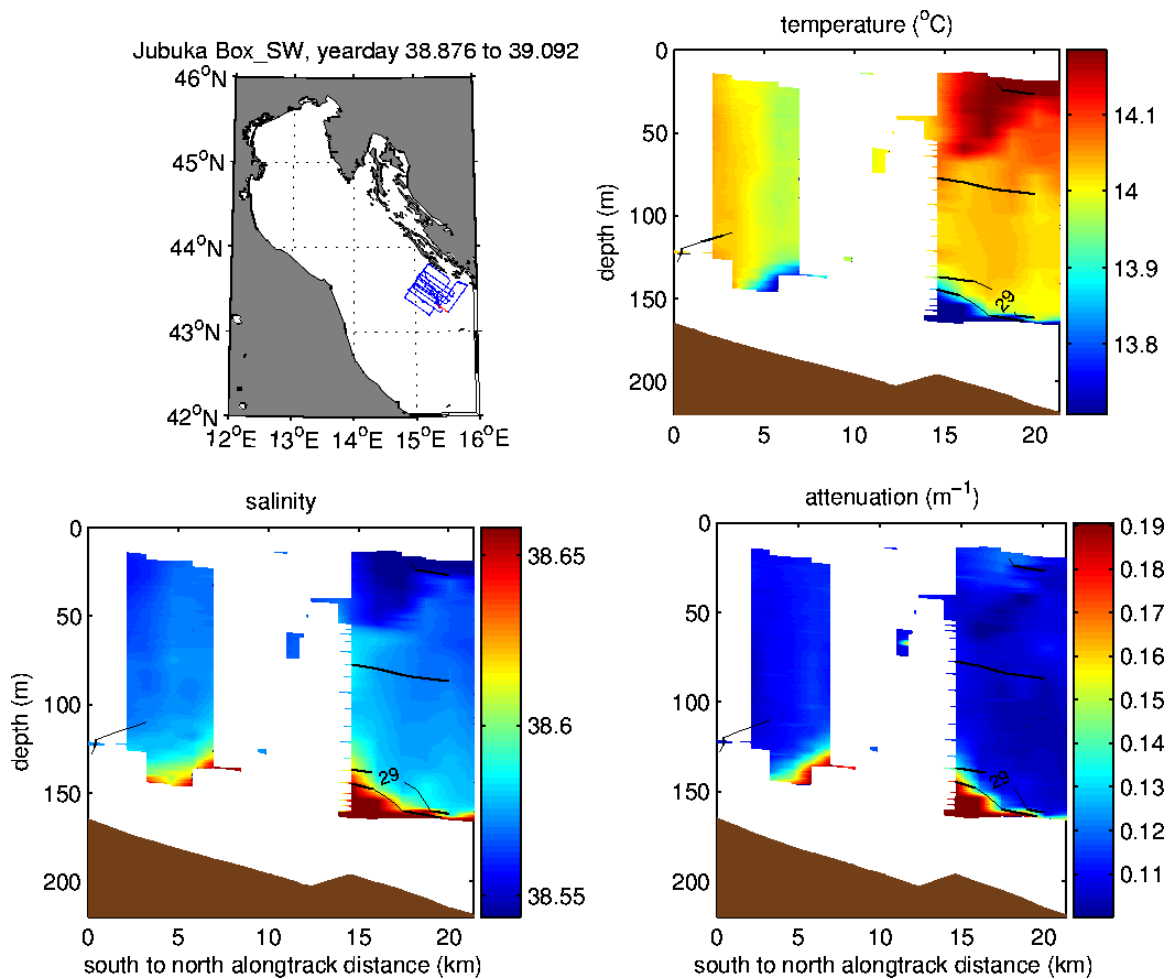 Jubuka Box_SW, yearday 38.876 to 39.092
46°N
45°N
44°N
43°N
42°N
12°E 13°E 14°E 15°E 16°E
temperature (°C)
0
50
100
150
200
depth (m)
29
0 5 10 15 20
14.1
14
13.9
13.8
salinity
0
50
100
150
200
depth (m)
29
0 5 10 15 20
south to north alongtrack distance (km)
38.65
38.6
38.55
attenuation (m⁻¹)
0
50
100
150
200
29
0 5 10 15 20
south to north alongtrack distance (km)
0.19
0.18
0.17
0.16
0.15
0.14
0.13
0.12
0.11